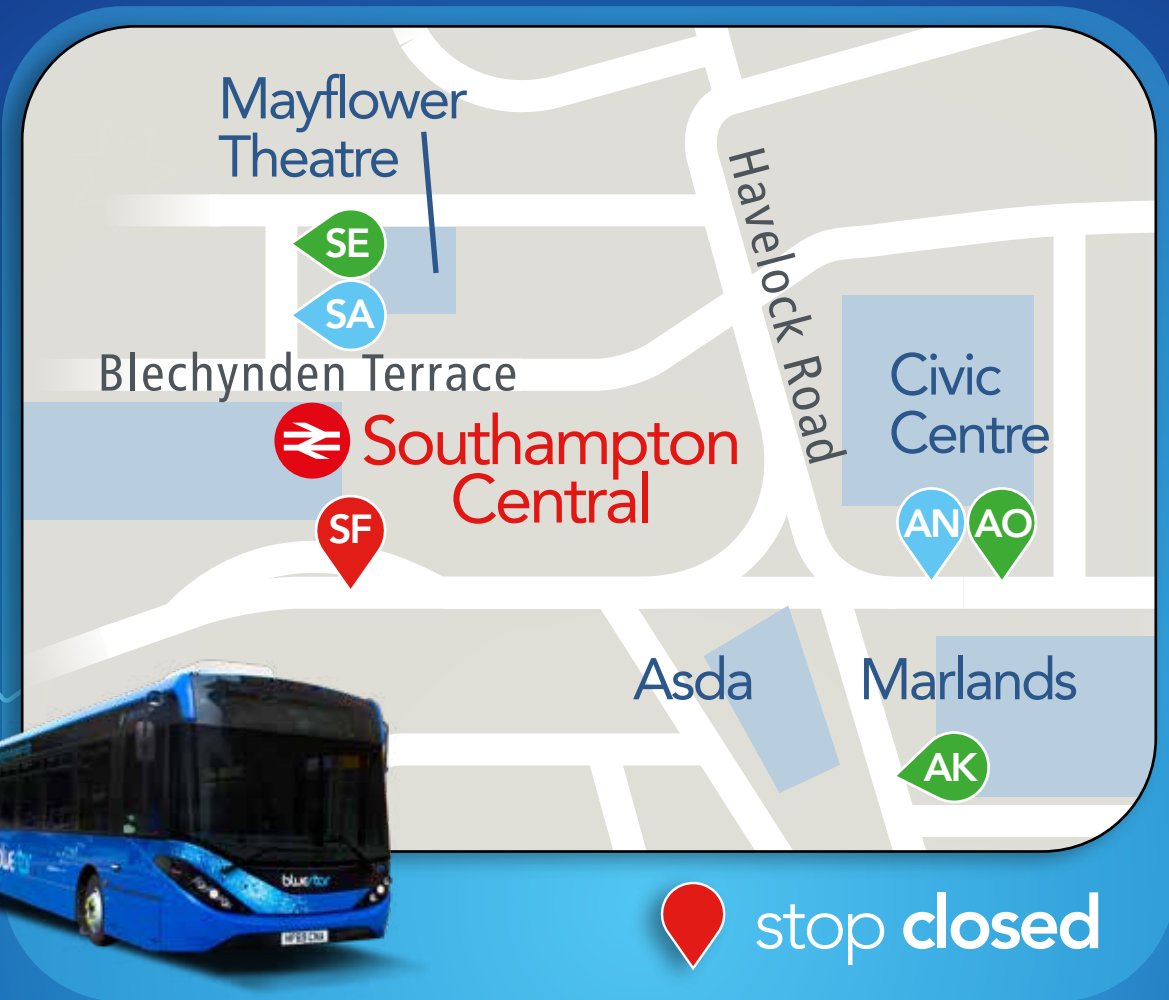 Mayflower
Theatre
SE
SA
Havelock Road
Blechynden Terrace
Southampton
Central
SF
Civic
Centre
AN
AO
Asda
Marlands
AK
bluestar
stop closed